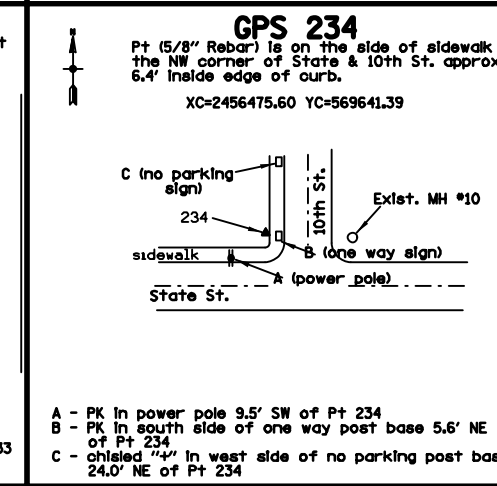 GPS 234
Pt (5/8" Rebar) is on the side of sidewalk
the NW corner of State & 10th St. approx
6.4' inside edge of curb.
XC=2456475.60 YC=569641.39
N
C (no parking
sign)
10th St.
Exist. MH #10
234
sidewalk
B (one way sign)
A (power pole)
State St.
A - PK in power pole 9.5' SW of Pt 234
B - PK in south side of one way post base 5.6' NE
of Pt 234
C - chisled "+" in west side of no parking post bas
24.0' NE of Pt 234